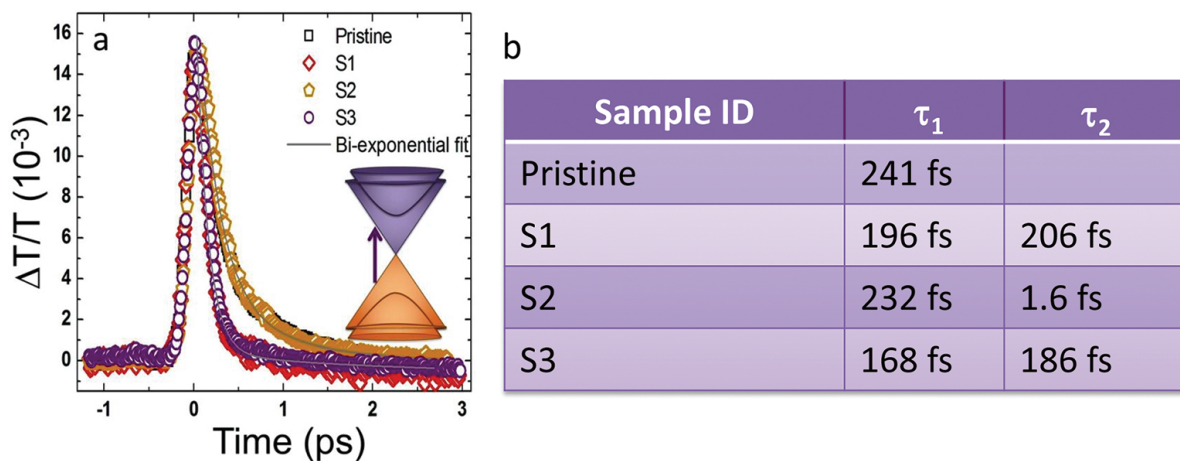 a
16
14
12
10
8
6
4
2
0
ΔT/T (10⁻³)
Pristine
S1
S2
S3
Bi-exponential fit
-1 0 1 2 3
Time (ps)
b
Sample ID τ₁ τ₂
Pristine 241 fs
S1 196 fs 206 fs
S2 232 fs 1.6 fs
S3 168 fs 186 fs